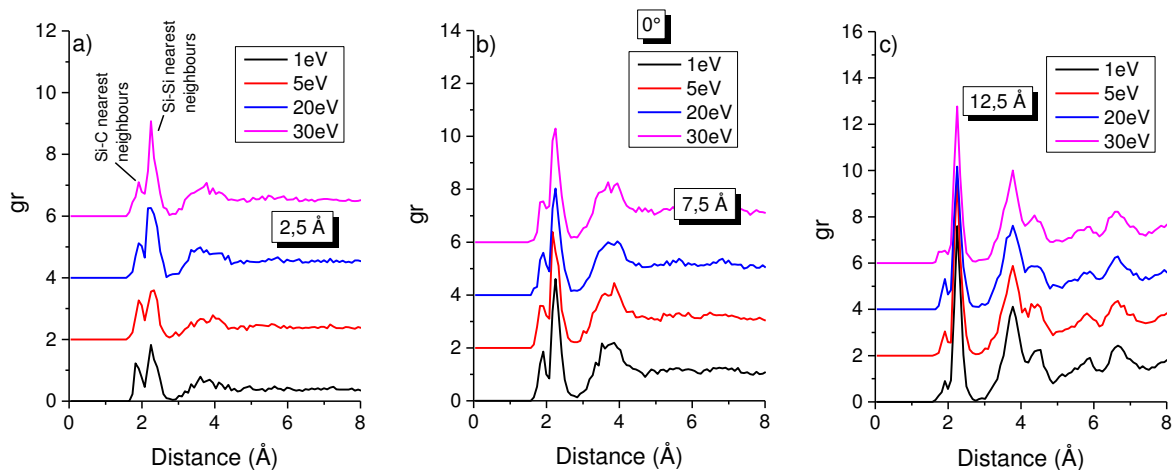 a)
Si-C nearest
neighbours
Si-Si nearest
neighbours
1eV
5eV
20eV
30eV
2,5 Å
gr
12
10
8
6
4
2
0
0 2 4 6 8
Distance (Å)
0°
b)
1eV
5eV
20eV
30eV
7,5 Å
gr
14
12
10
8
6
4
2
0
0 2 4 6 8
Distance (Å)
c)
1eV
5eV
20eV
30eV
12,5 Å
gr
16
14
12
10
8
6
4
2
0
0 2 4 6 8
Distance (Å)